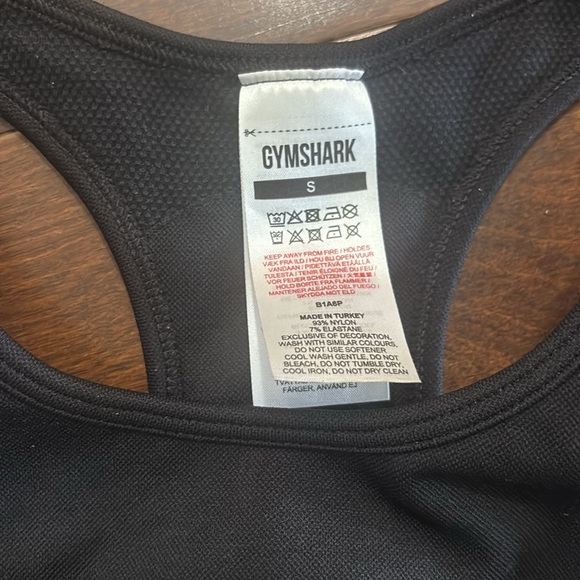 GYMSHARK
S
KEEP AWAY FROM FIRE / HOLDES
VÆK FRA ILD / HOU BIJ OPEN VUUR
VANDAAN / PIDETTÄVÄ ETÄÄLLÄ
TULESTA / TENIR ÉLOIGNÉ DU FEU /
VOR FEUER SCHÜTZEN /
HOLD BORTE FRA FLAMMER /
MANTENER ALEJADO DEL FUEGO /
SKYDDA MOT ELD
B1A6P
MADE IN TURKEY
93% NYLON
7% ELASTANE
EXCLUSIVE OF DECORATION,
WASH WITH SIMILAR COLOURS,
DO NOT USE SOFTENER
COOL WASH GENTLE, DO NOT
BLEACH, DO NOT TUMBLE DRY,
COOL IRON, DO NOT DRY CLEAN
FÄRGER, ANVÄND EJ